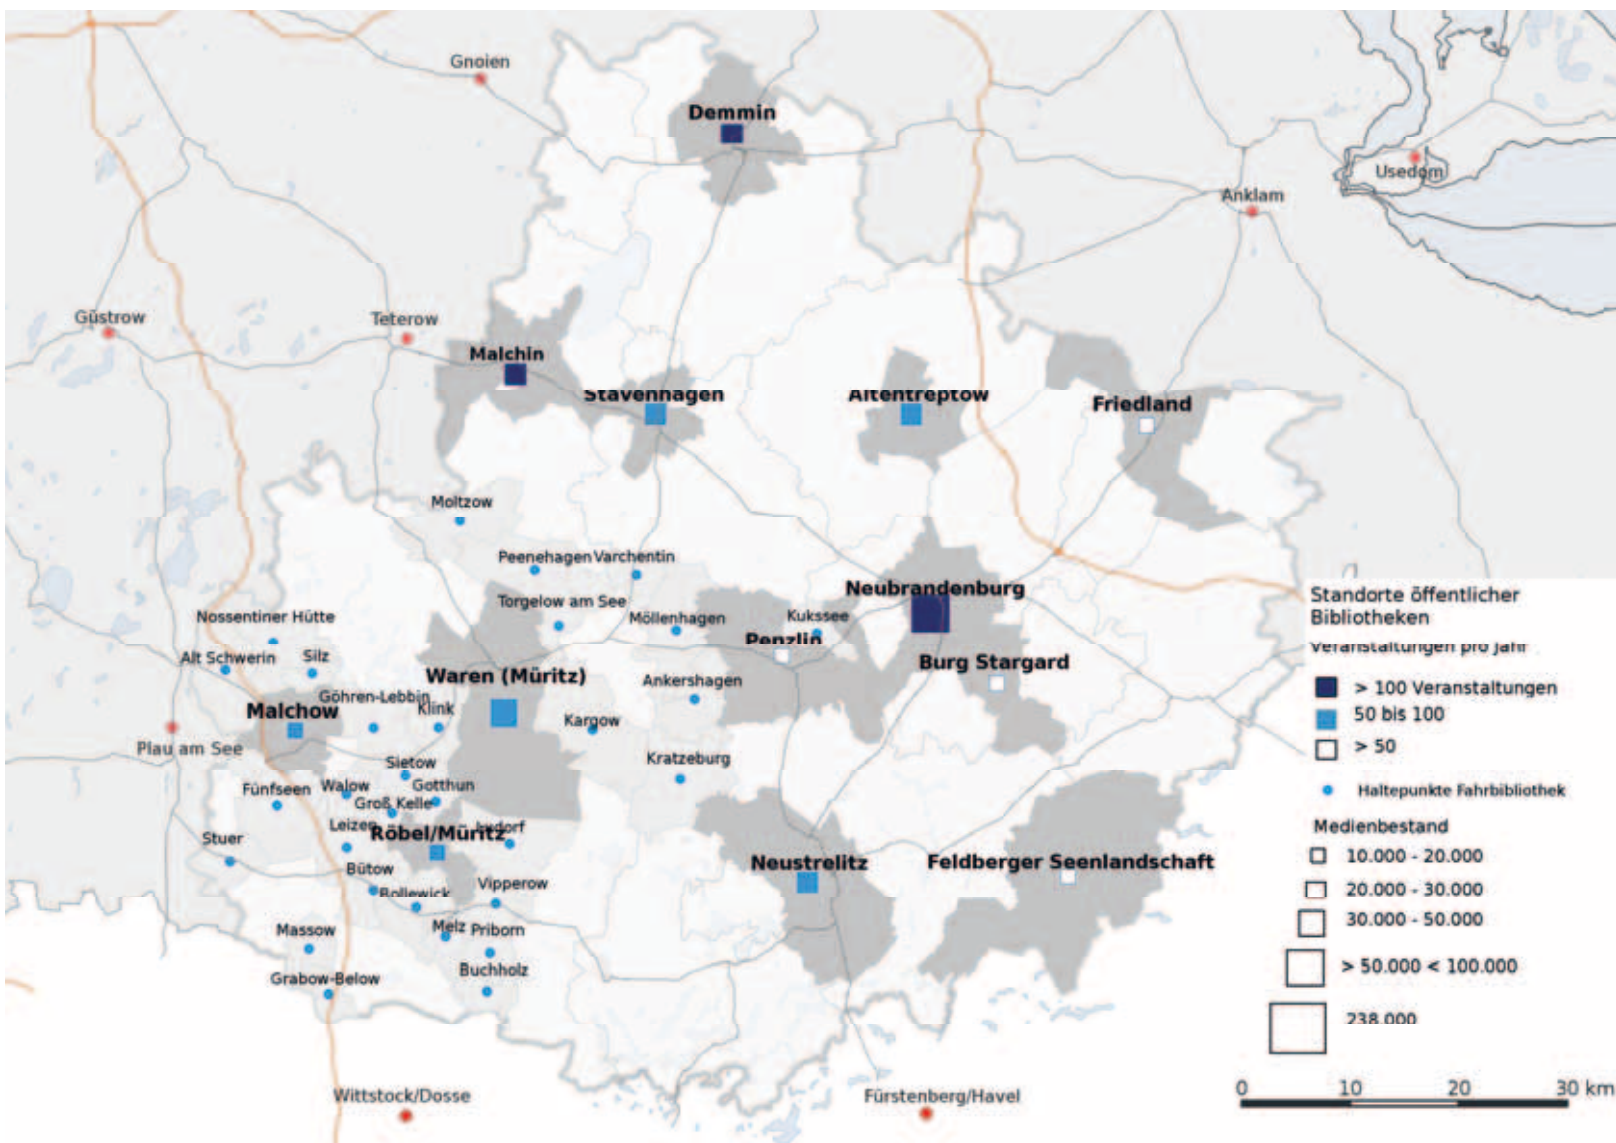 Gnoien
Demmin
Usedom
Anklam
Güstrow
Teterow
Malchin
Stavenhagen
Altentreptow
Friedland
Moltzow
Peenehagen
Varchentin
Neubrandenburg
Torgelow am See
Nossentiner Hütte
Möllenhagen
Kukssee
Penzlin
Alt Schwerin
Silz
Burg Stargard
Waren (Müritz)
Ankershagen
Göhren-Lebbin
Malchow
Klink
Kargow
Plau am See
Sietow
Kratzeburg
Fünfseen
Walow
Gotthun
Groß Kelle
Leizen
Röbel/Müritz
Stuer
Neustrelitz
Feldberger Seenlandschaft
Bütow
Vipperow
Bollewick
Massow
Melz
Priborn
Grabow-Below
Buchholz
Wittstock/Dosse
Fürstenberg/Havel
Standorte öffentlicher
Bibliotheken
Veranstaltungen pro Jahr
> 100 Veranstaltungen
50 bis 100
> 50
Haltepunkte Fahrbibliothek
Medienbestand
10.000 - 20.000
20.000 - 30.000
30.000 - 50.000
> 50.000 < 100.000
238.000
0 10 20 30 km